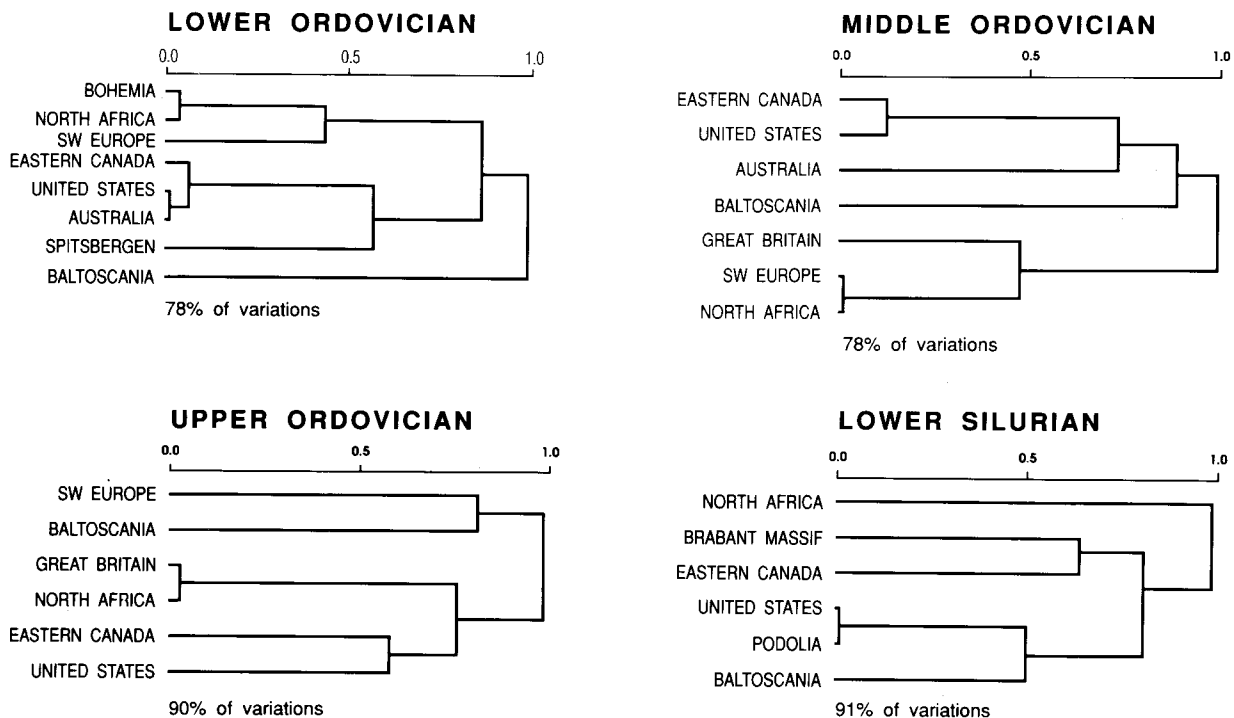 LOWER ORDOVICIAN
0.0 0.5 1.0
BOHEMIA
NORTH AFRICA
SW EUROPE
EASTERN CANADA
UNITED STATES
AUSTRALIA
SPITSBERGEN
BALTOSCANIA
78% of variations
MIDDLE ORDOVICIAN
0.0 0.5 1.0
EASTERN CANADA
UNITED STATES
AUSTRALIA
BALTOSCANIA
GREAT BRITAIN
SW EUROPE
NORTH AFRICA
78% of variations
UPPER ORDOVICIAN
0.0 0.5 1.0
SW EUROPE
BALTOSCANIA
GREAT BRITAIN
NORTH AFRICA
EASTERN CANADA
UNITED STATES
90% of variations
LOWER SILURIAN
0.0 0.5 1.0
NORTH AFRICA
BRABANT MASSIF
EASTERN CANADA
UNITED STATES
PODOLIA
BALTOSCANIA
91% of variations